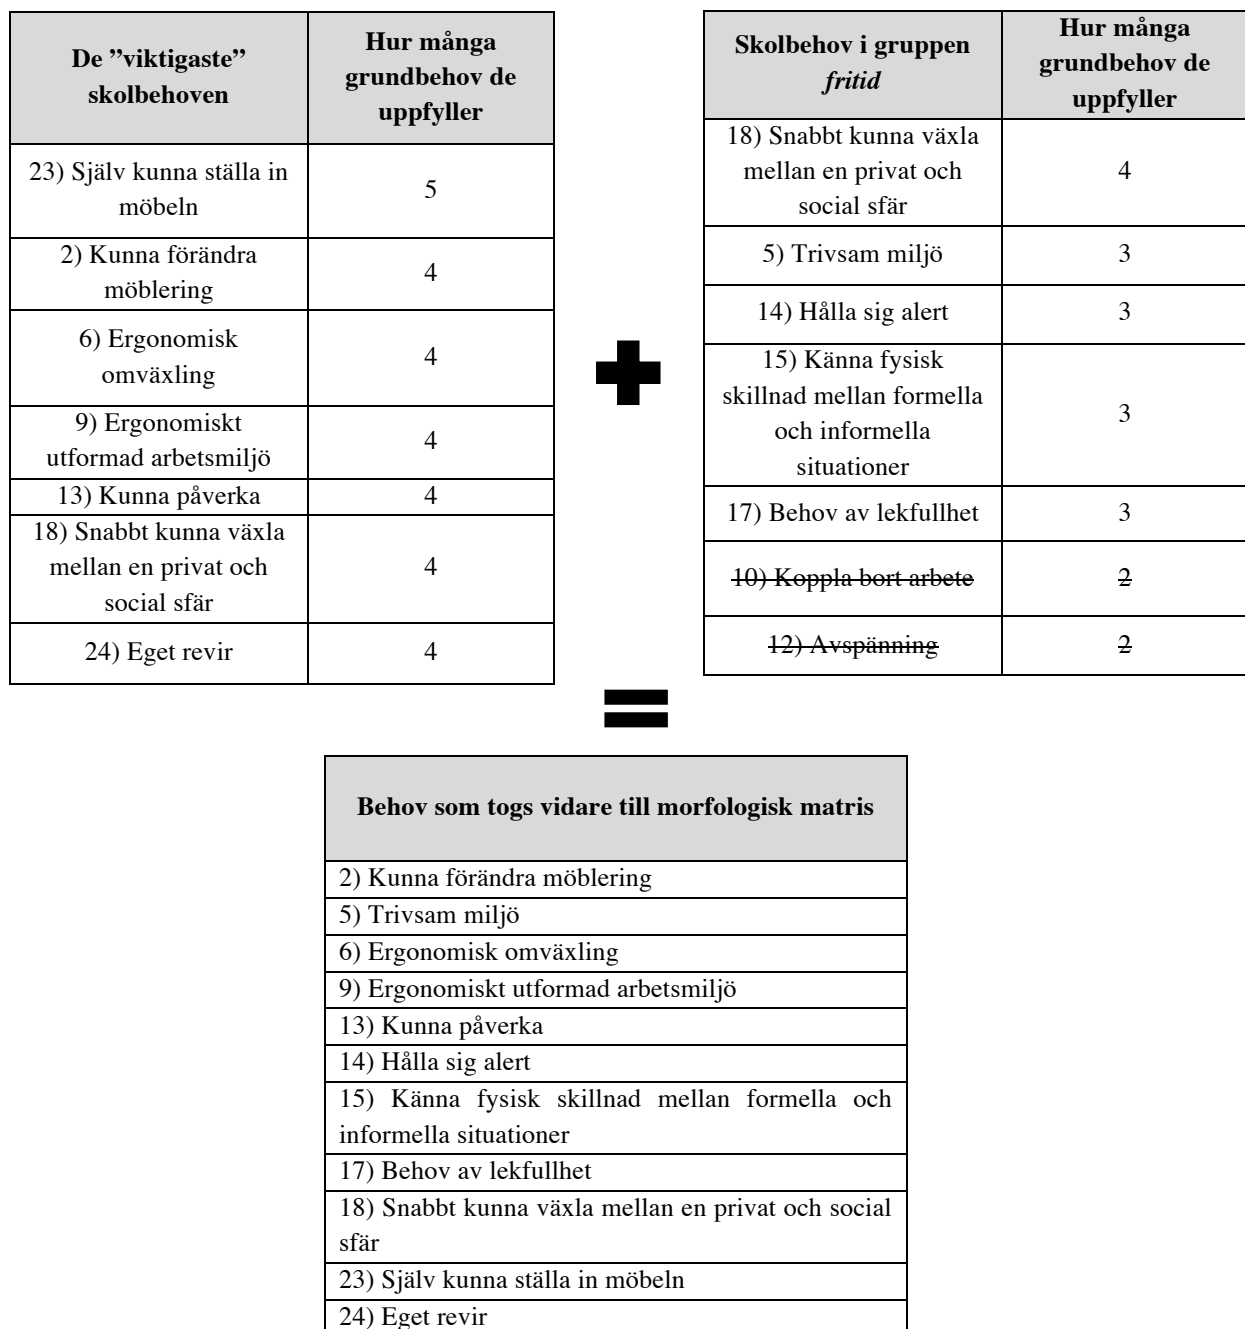 De ”viktigaste”
skolbehoven
Hur många
grundbehov de
uppfyller
23) Själv kunna ställa in
möbeln
5
2) Kunna förändra
möblering
4
6) Ergonomisk
omväxling
4
9) Ergonomiskt
utformad arbetsmiljö
4
13) Kunna påverka
4
18) Snabbt kunna växla
mellan en privat och
social sfär
4
24) Eget revir
4
Skolbehov i gruppen
fritid
Hur många
grundbehov de
uppfyller
18) Snabbt kunna växla
mellan en privat och
social sfär
4
5) Trivsam miljö
3
14) Hålla sig alert
3
15) Känna fysisk
skillnad mellan formella
och informella
situationer
3
17) Behov av lekfullhet
3
10) Koppla bort arbete
2
12) Avspänning
2
Behov som togs vidare till morfologisk matris
2) Kunna förändra möblering
5) Trivsam miljö
6) Ergonomisk omväxling
9) Ergonomiskt utformad arbetsmiljö
13) Kunna påverka
14) Hålla sig alert
15) Känna fysisk skillnad mellan formella och
informella situationer
17) Behov av lekfullhet
18) Snabbt kunna växla mellan en privat och social
sfär
23) Själv kunna ställa in möbeln
24) Eget revir